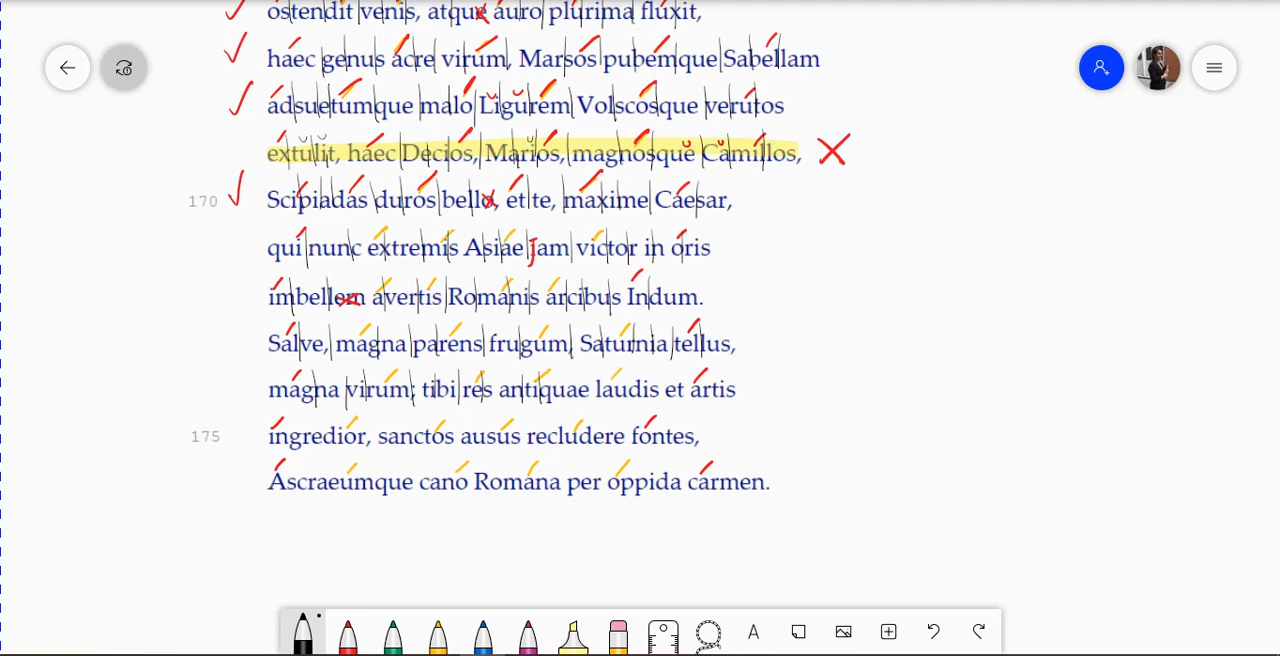 ostendit venis, atque auro plurima fluxit,
haec genus acre virum, Marsos pubemque Sabellam
adsuetumque malo Ligurem Volscosque verutos
extulit, haec Decios, Marios, magnosque Camillos,
170 Scipiadas duros bello, et te, maxime Caesar,
qui nunc extremis Asiae jam victor in oris
imbellem avertis Romanis arcibus Indum.
Salve, magna parens frugum, Saturnia tellus,
magna virum; tibi res antiquae laudis et artis
175 ingredior, sanctos ausus recludere fontes,
Ascraeumque cano Romana per oppida carmen.
A